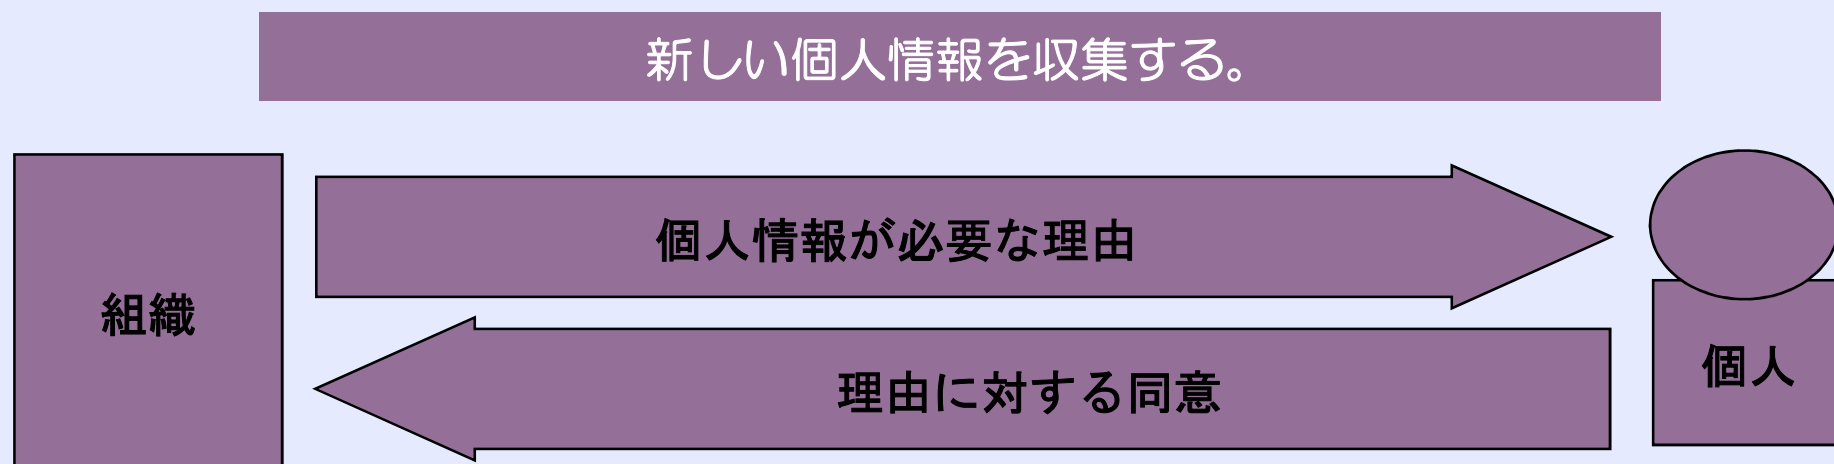 新しい個人情報を収集する。
個人情報が必要な理由
組織
理由に対する同意
個人